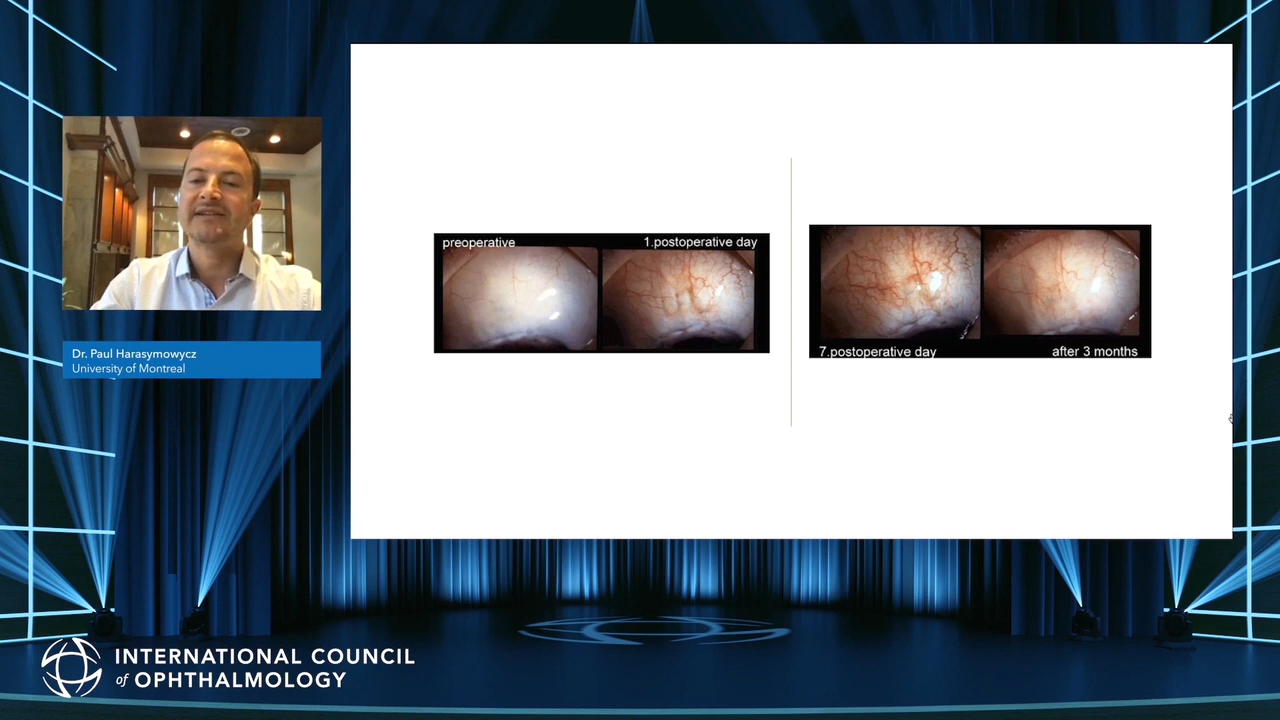 preoperative
1.postoperative day
7.postoperative day
after 3 months
Dr. Paul Harasymowycz
University of Montreal
INTERNATIONAL COUNCIL
of OPHTHALMOLOGY